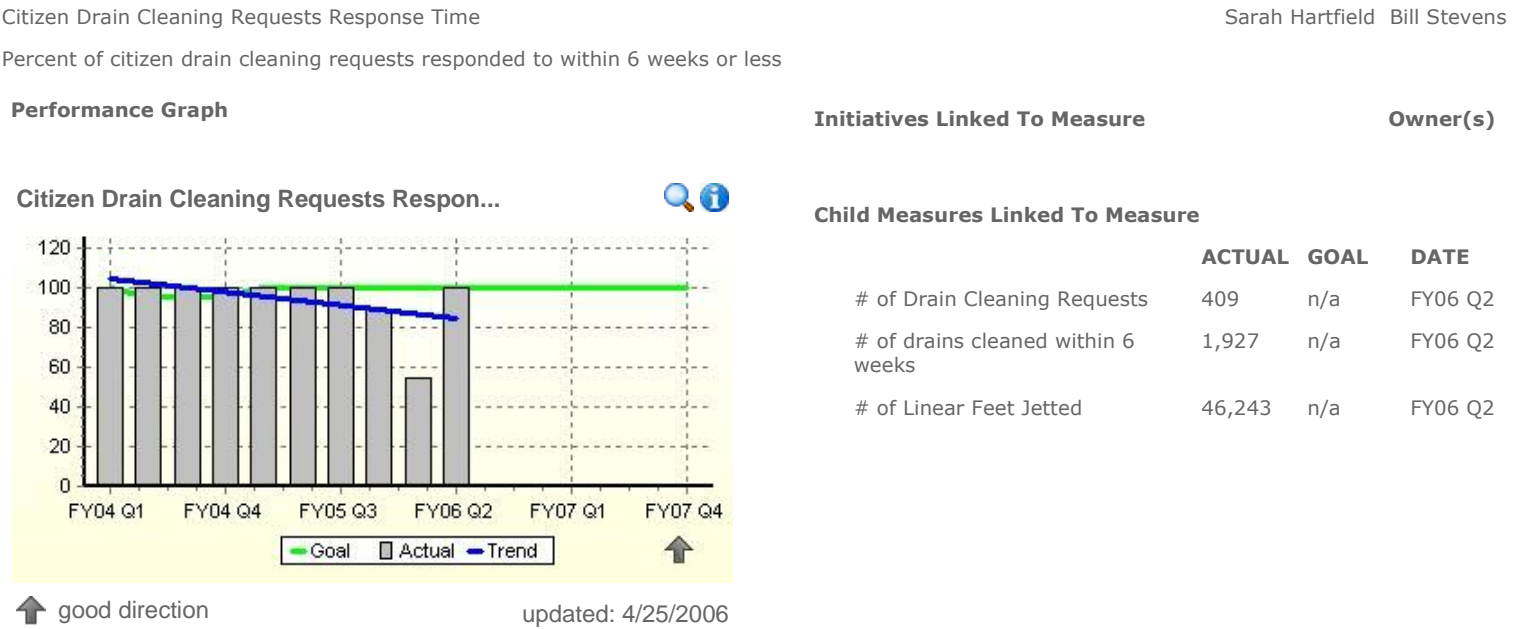 Citizen Drain Cleaning Requests Response Time Sarah Hartfield Bill Stevens
Percent of citizen drain cleaning requests responded to within 6 weeks or less
Performance Graph
Initiatives Linked To Measure Owner(s)
Citizen Drain Cleaning Requests Respon...
120
100
80
60
40
20
0
FY04 Q1 FY04 Q4 FY05 Q3 FY06 Q2 FY07 Q1 FY07 Q4
Goal Actual Trend
good direction updated: 4/25/2006
Child Measures Linked To Measure
ACTUAL GOAL DATE
# of Drain Cleaning Requests 409 n/a FY06 Q2
# of drains cleaned within 6 1,927 n/a FY06 Q2
weeks
# of Linear Feet Jetted 46,243 n/a FY06 Q2